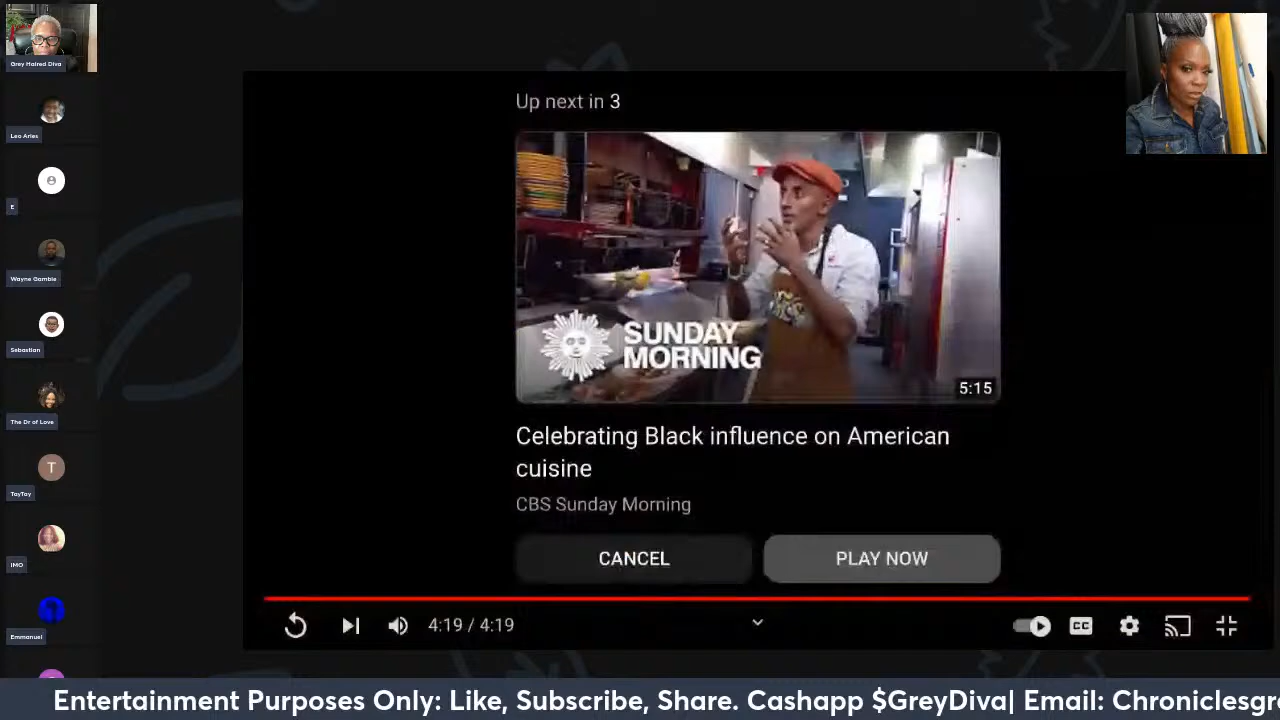 Grey Haired Diva
Leo Aries
E
Wayne Gamble
Sebastian
The Dr of Love
T
TayTay
IMO
Emmanuel
Up next in 3
SUNDAY
MORNING
5:15
Celebrating Black influence on American
cuisine
CBS Sunday Morning
CANCEL
PLAY NOW
4:19 / 4:19
CC
Entertainment Purposes Only: Like, Subscribe, Share. Cashapp $GreyDiva| Email: Chroniclesgr